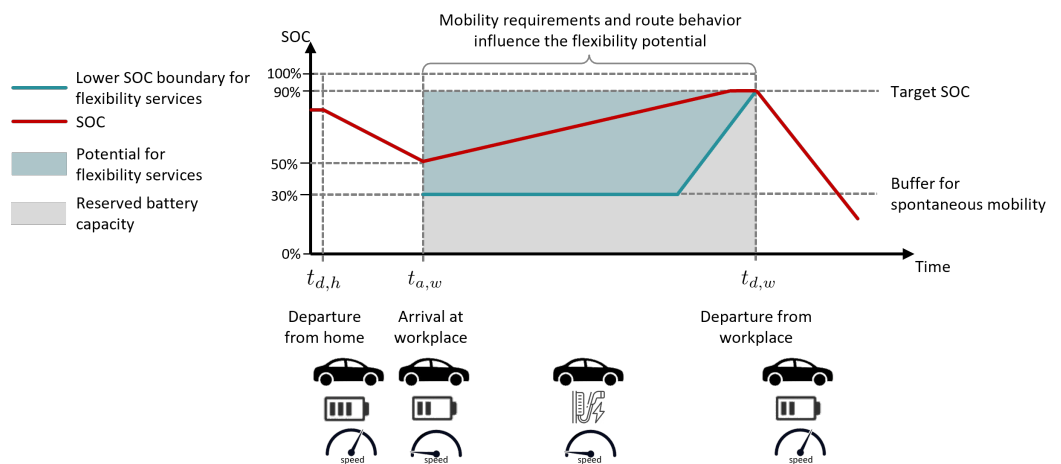 Mobility requirements and route behavior
influence the flexibility potential
SOC
Lower SOC boundary for
flexibility services
SOC
Potential for
flexibility services
Reserved battery
capacity
100%
90%
50%
30%
0%
Target SOC
Buffer for
spontaneous mobility
Time
t_{d,h}
t_{a,w}
t_{d,w}
Departure
from home
Arrival at
workplace
Departure from
workplace
speed
speed
speed
speed